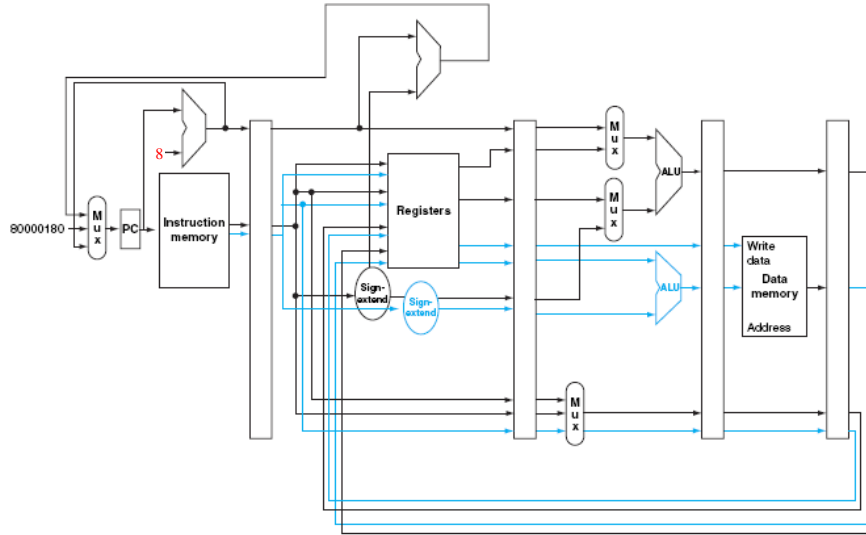 8
80000180
M
u
x
PC
Instruction
memory
Registers
Sign-
extend
Sign-
extend
M
u
x
M
u
x
ALU
ALU
M
u
x
Write
data
Data
memory
Address